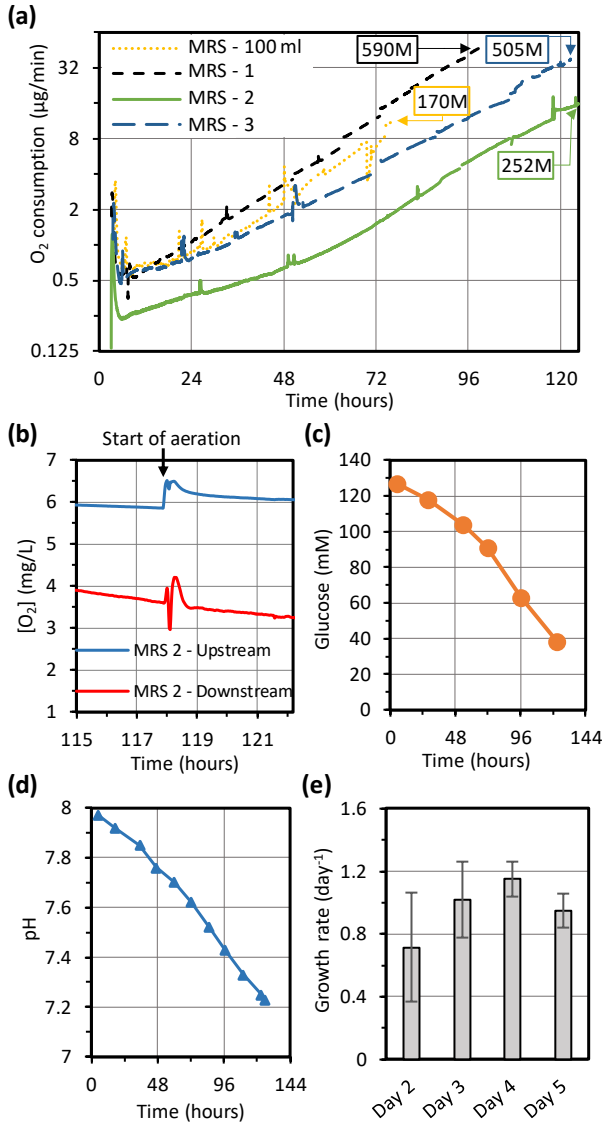 (a)
O₂ consumption (µg/min)
32
8
2
0.5
0.125
MRS - 100 ml
MRS - 1
MRS - 2
MRS - 3
590M
505M
170M
252M
0 24 48 72 96 120
Time (hours)
(b)
Start of aeration
[O₂] (mg/L)
7
6
5
4
3
2
1
MRS 2 - Upstream
MRS 2 - Downstream
115 117 119 121
Time (hours)
(c)
Glucose (mM)
140
120
100
80
60
40
20
0
0 48 96 144
Time (hours)
(d)
pH
8
7.8
7.6
7.4
7.2
7
0 48 96 144
Time (hours)
(e)
Growth rate (day⁻¹)
1.6
1.2
0.8
0.4
0
Day 2 Day 3 Day 4 Day 5